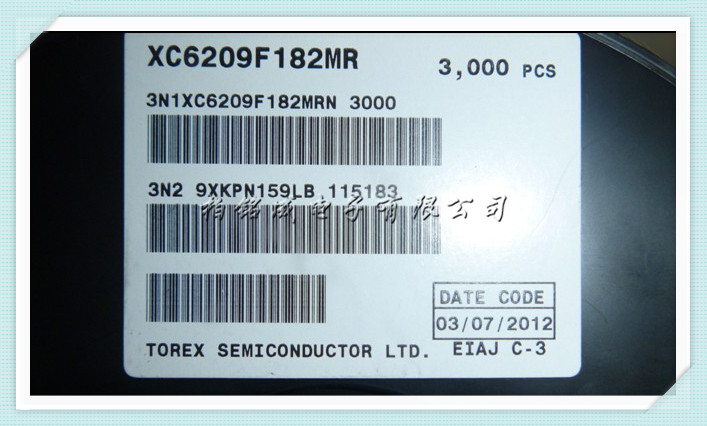 XC6209F182MR
3,000 PCS
3N1XC6209F182MRN 3000
3N2 9XKPN159LB 115183
柏铭威电子有限公司
DATE CODE
03/07/2012
TOREX SEMICONDUCTOR LTD. EIAJ C-3